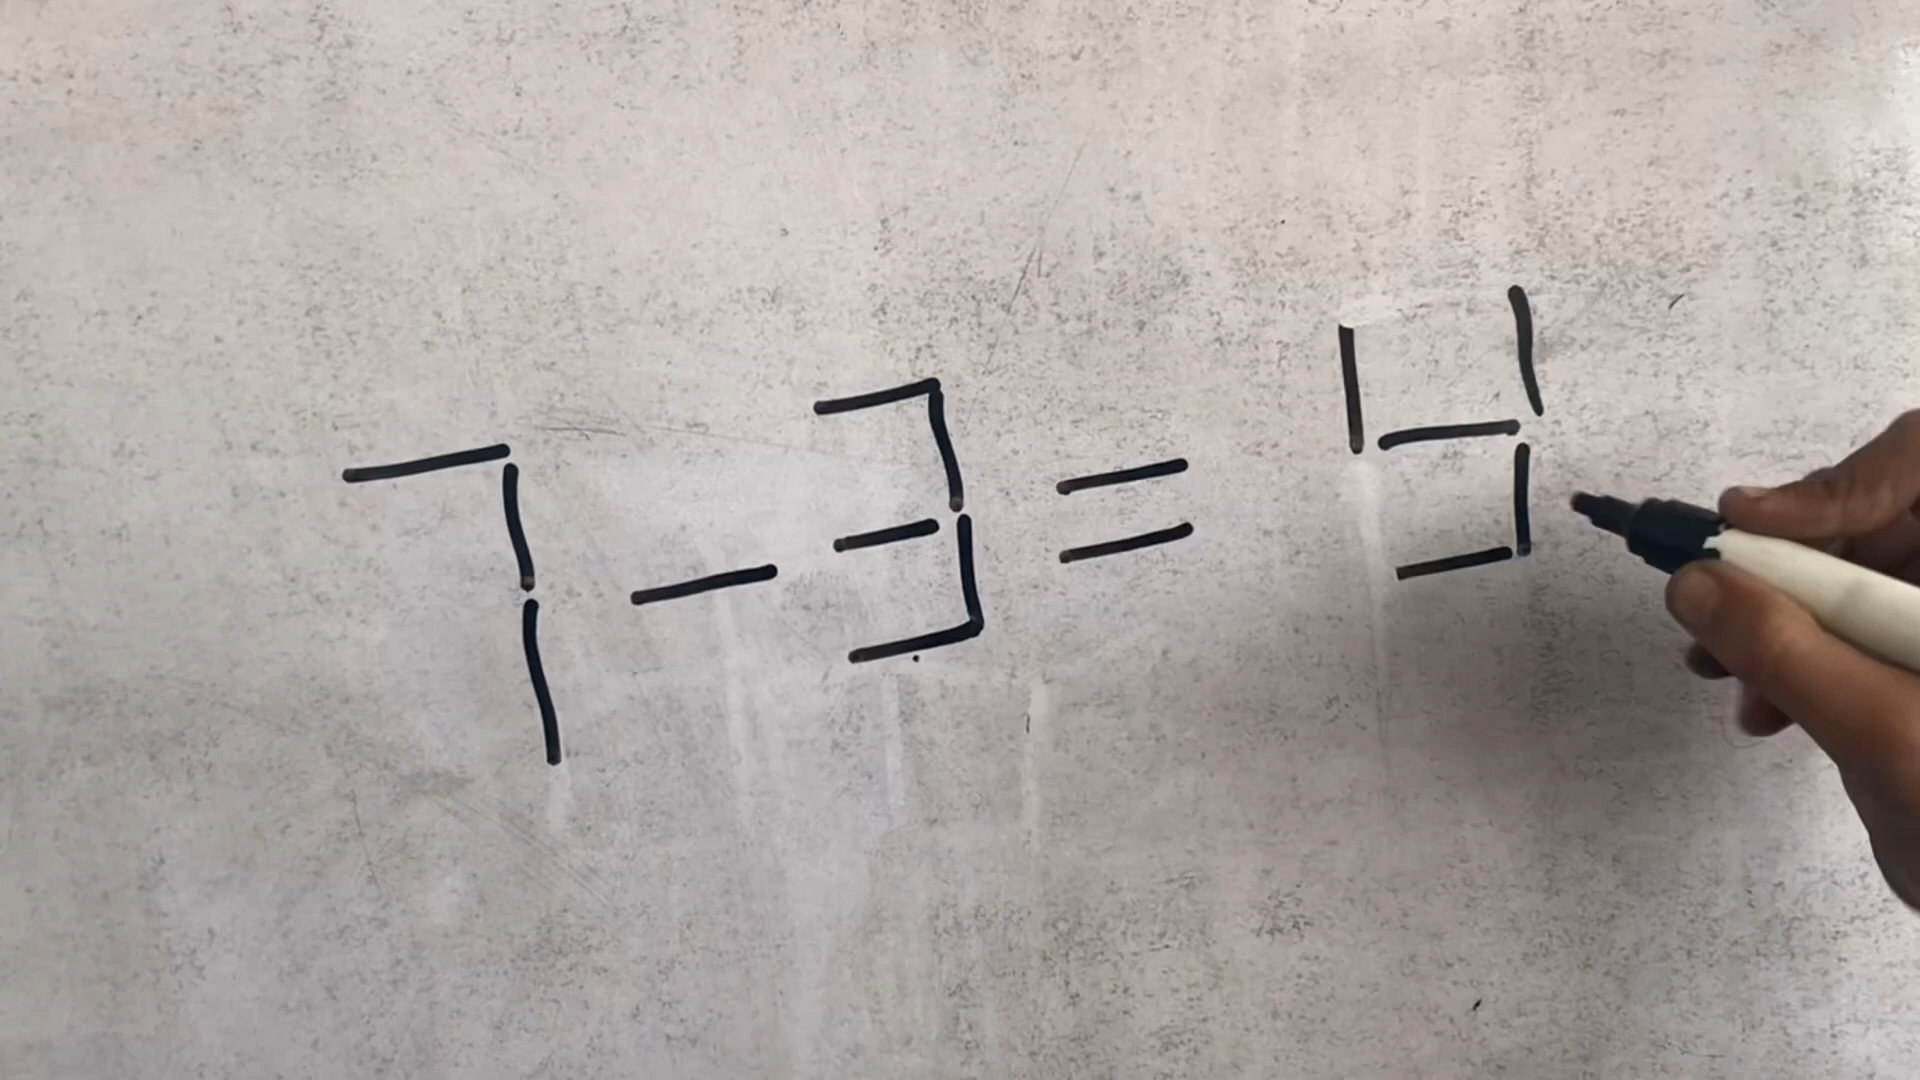 7 - 3 =